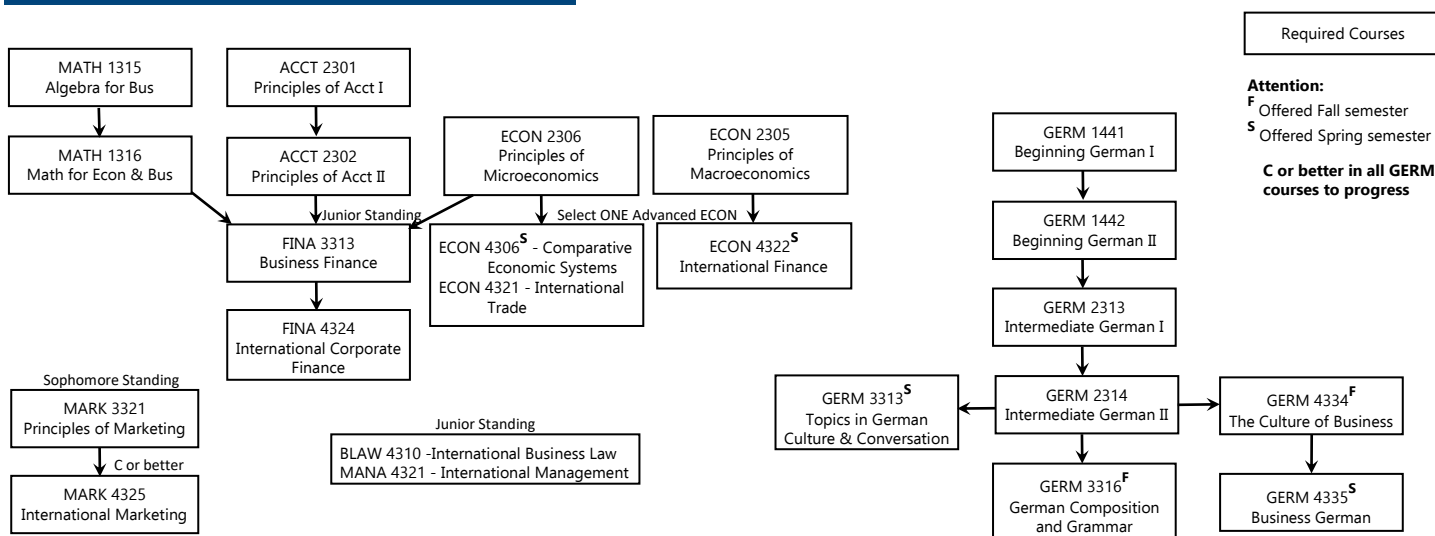 Required Courses
Attention:
F Offered Fall semester
S Offered Spring semester
C or better in all GERM
courses to progress
MATH 1315
Algebra for Bus
MATH 1316
Math for Econ & Bus
ACCT 2301
Principles of Acct I
ACCT 2302
Principles of Acct II
ECON 2306
Principles of
Microeconomics
ECON 2305
Principles of
Macroeconomics
Junior Standing
Select ONE Advanced ECON
FINA 3313
Business Finance
ECON 4306S - Comparative
Economic Systems
ECON 4321 - International
Trade
ECON 4322S
International Finance
FINA 4324
International Corporate
Finance
Sophomore Standing
MARK 3321
Principles of Marketing
C or better
MARK 4325
International Marketing
Junior Standing
BLAW 4310 -International Business Law
MANA 4321 - International Management
GERM 1441
Beginning German I
GERM 1442
Beginning German II
GERM 2313
Intermediate German I
GERM 2314
Intermediate German II
GERM 3313S
Topics in German
Culture & Conversation
GERM 4334F
The Culture of Business
GERM 3316F
German Composition
and Grammar
GERM 4335S
Business German